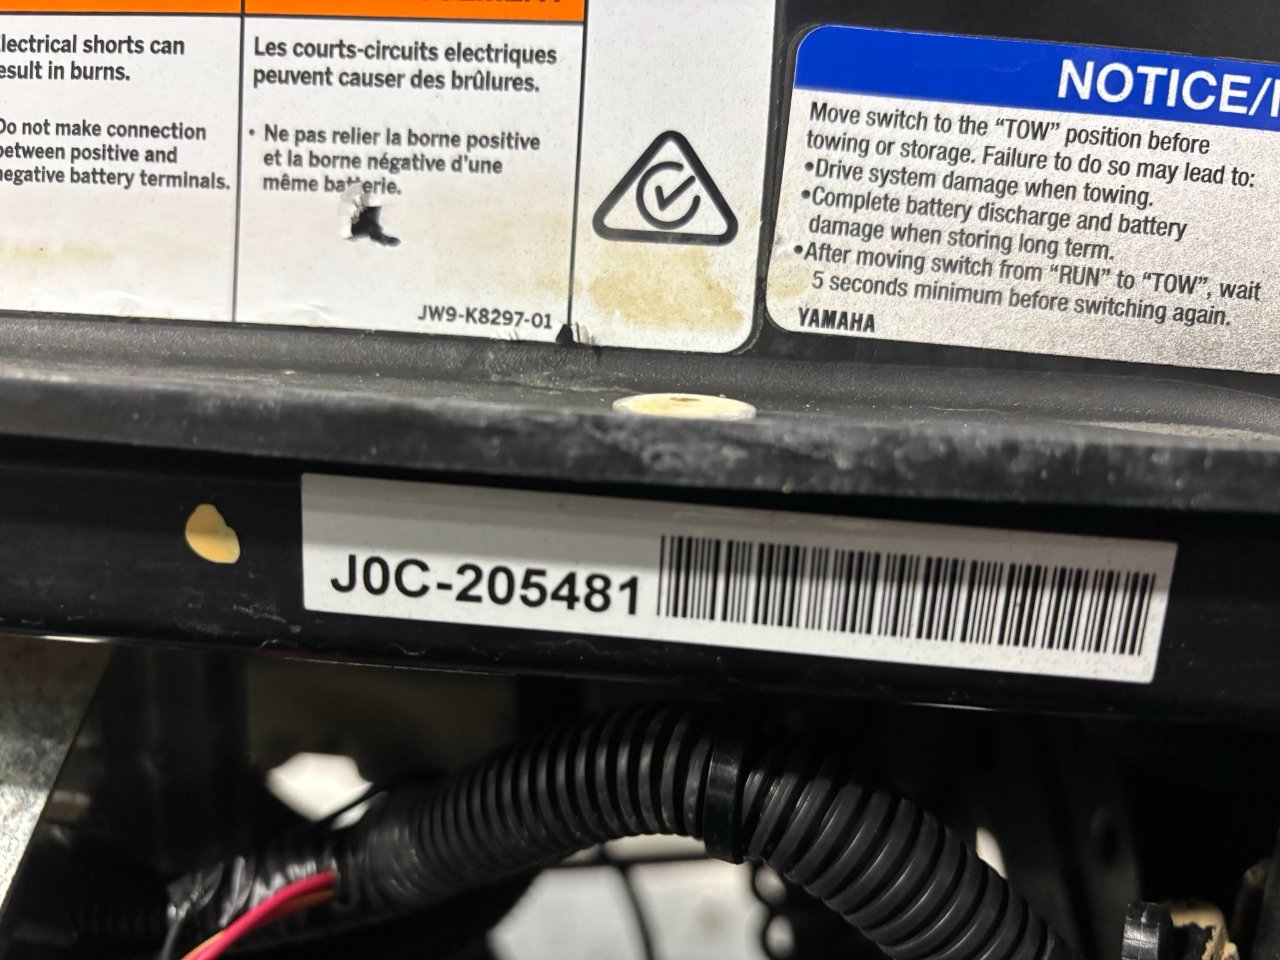 lectrical shorts can
esult in burns.
Do not make connection
between positive and
negative battery terminals.
Les courts-circuits electriques
peuvent causer des brûlures.
• Ne pas relier la borne positive
et la borne négative d'une
même batterie.
JW9-K8297-01
NOTICE/
Move switch to the “TOW” position before
towing or storage. Failure to do so may lead to:
•Drive system damage when towing.
•Complete battery discharge and battery
damage when storing long term.
•After moving switch from “RUN” to “TOW”, wait
5 seconds minimum before switching again.
YAMAHA
J0C-205481